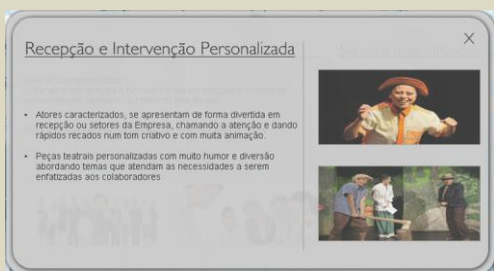 Recepção e Intervenção Personalizada
X
• Atores caracterizados, se apresentam de forma divertida em
recepção ou setores da Empresa, chamando a atenção e dando
rápidos recados num tom criativo e com muita animação.
• Peças teatrais personalizadas com muito humor e diversão
abordando temas que atendam as necessidades a serem
enfatizadas aos colaboradores